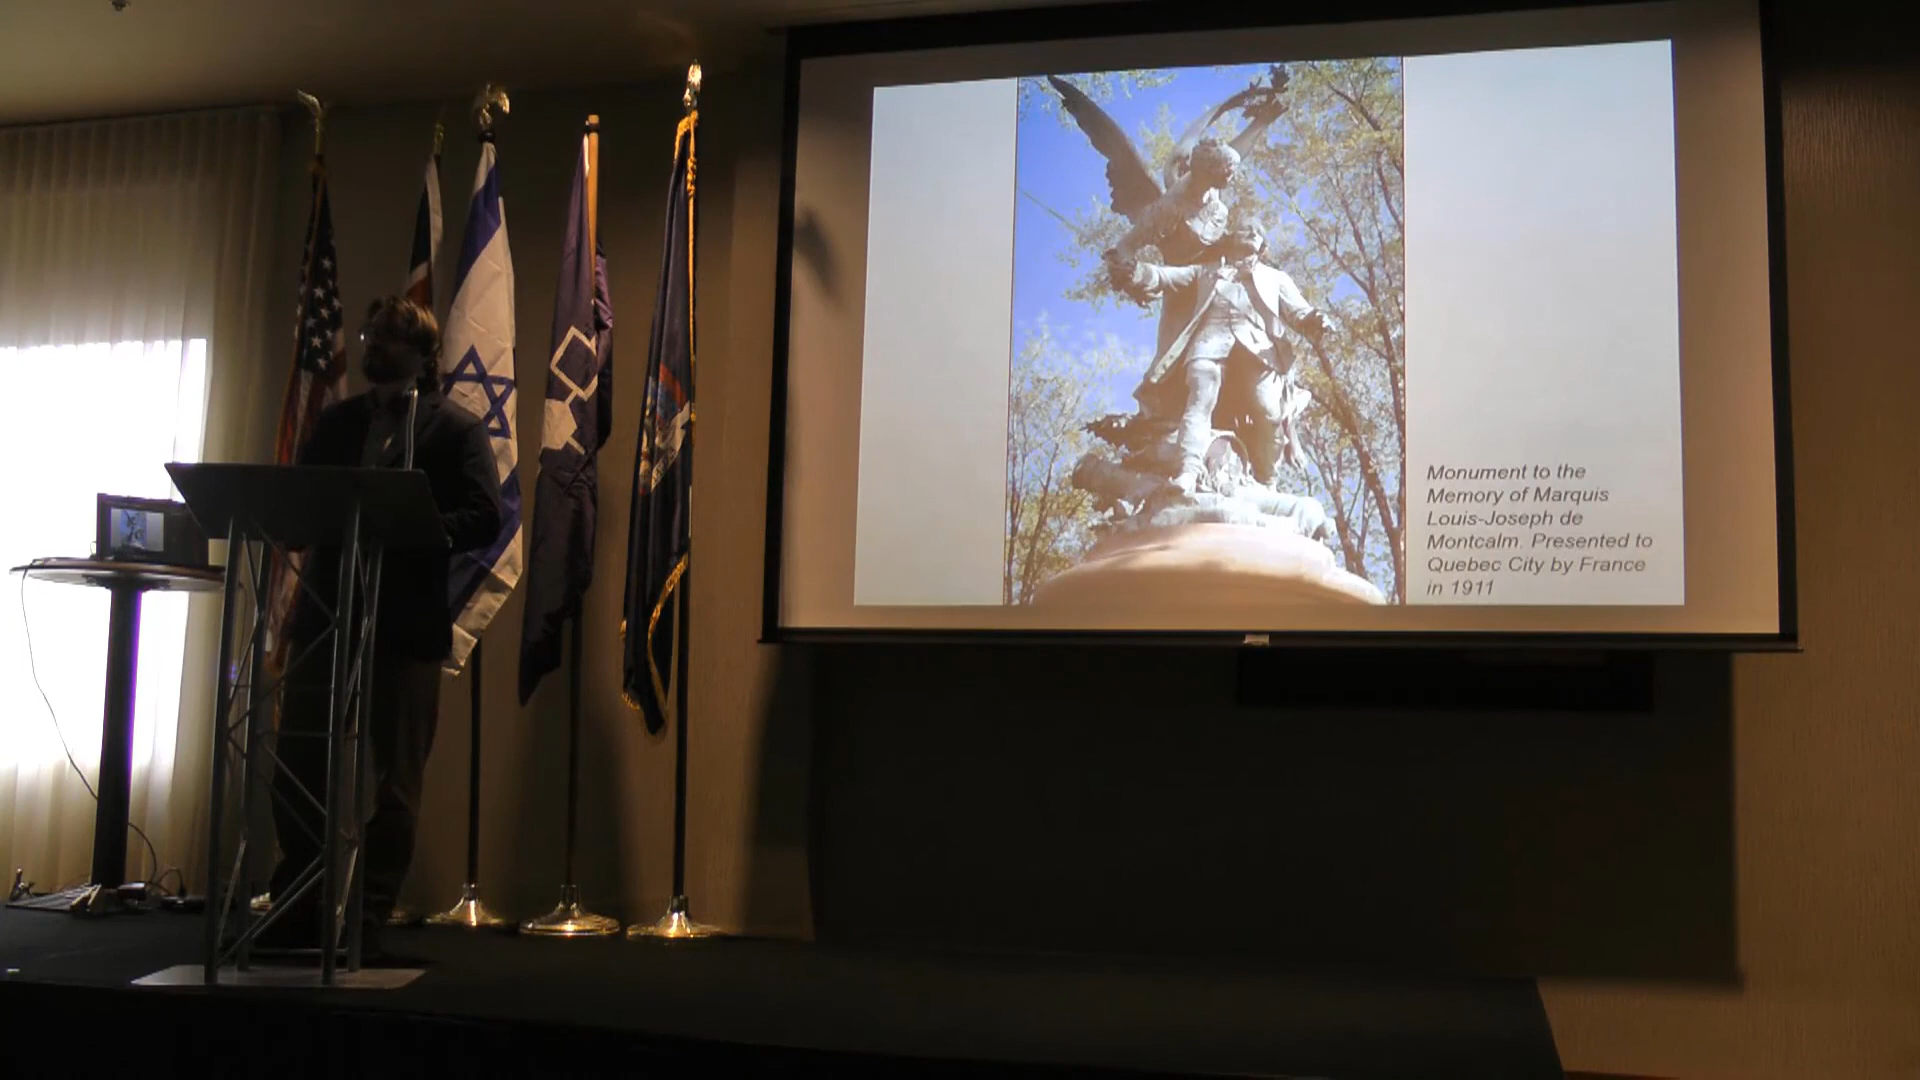 Monument to the
Memory of Marquis
Louis-Joseph de
Montcalm. Presented to
Quebec City by France
in 1911